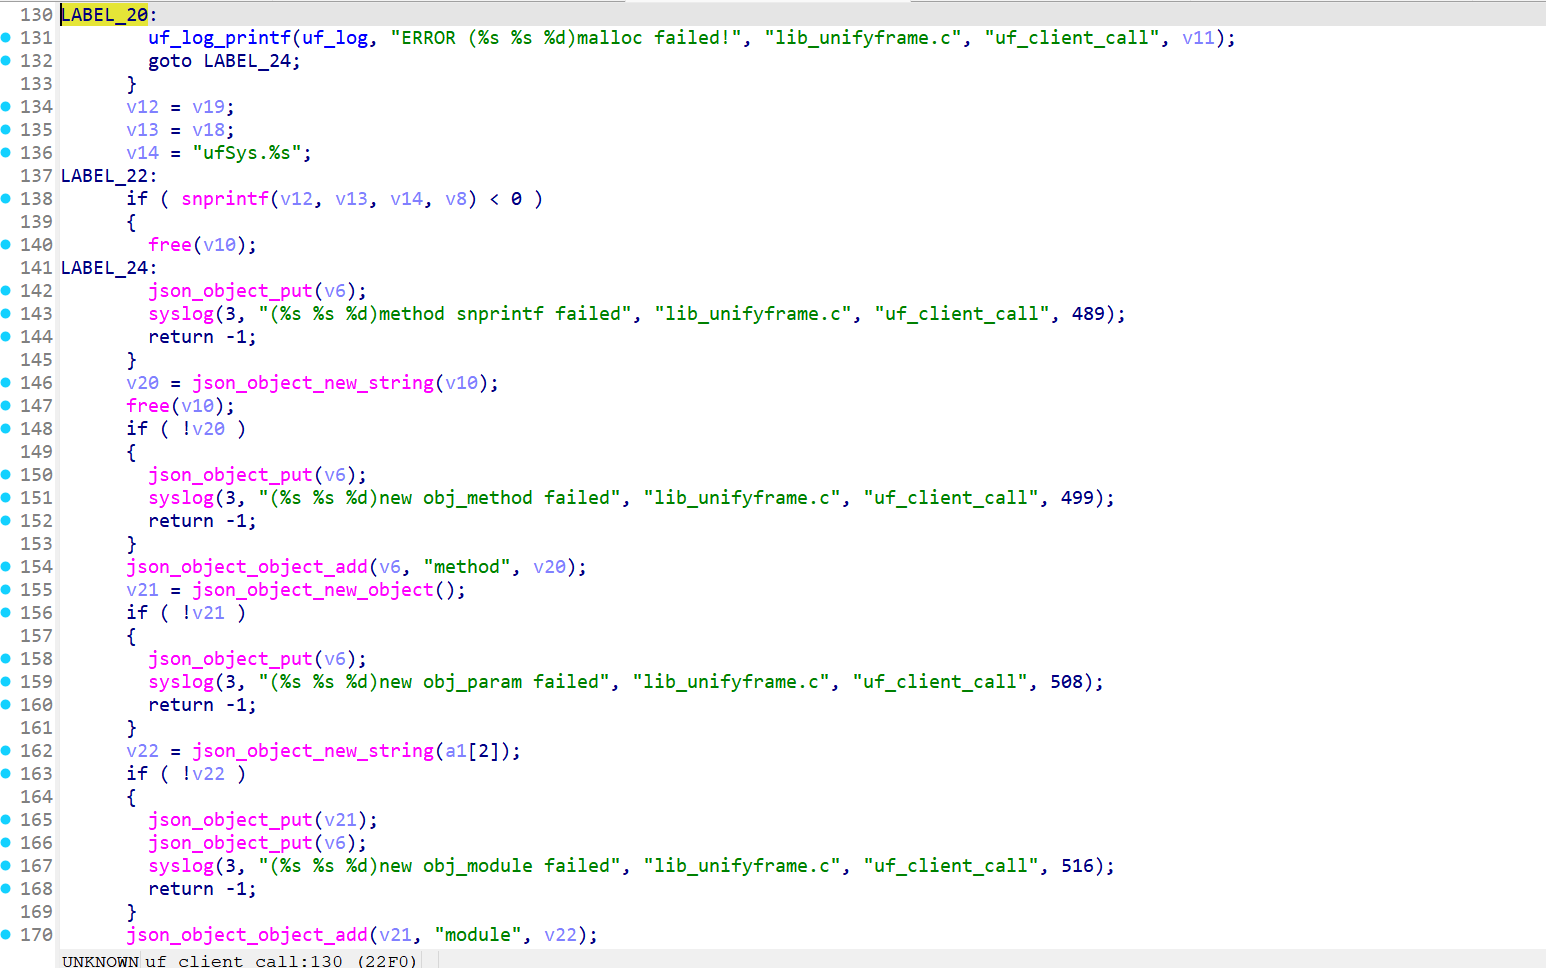 130 LABEL_20:
131 uf_log_printf(uf_log, "ERROR (%s %s %d)malloc failed!", "lib_unifyframe.c", "uf_client_call", v11);
132 goto LABEL_24;
133 }
134 v12 = v19;
135 v13 = v18;
136 v14 = "ufSys.%s";
137 LABEL_22:
138 if ( snprintf(v12, v13, v14, v8) < 0 )
139 {
140 free(v10);
141 LABEL_24:
142 json_object_put(v6);
143 syslog(3, "(%s %s %d)method snprintf failed", "lib_unifyframe.c", "uf_client_call", 489);
144 return -1;
145 }
146 v20 = json_object_new_string(v10);
147 free(v10);
148 if ( !v20 )
149 {
150 json_object_put(v6);
151 syslog(3, "(%s %s %d)new obj_method failed", "lib_unifyframe.c", "uf_client_call", 499);
152 return -1;
153 }
154 json_object_object_add(v6, "method", v20);
155 v21 = json_object_new_object();
156 if ( !v21 )
157 {
158 json_object_put(v6);
159 syslog(3, "(%s %s %d)new obj_param failed", "lib_unifyframe.c", "uf_client_call", 508);
160 return -1;
161 }
162 v22 = json_object_new_string(a1[2]);
163 if ( !v22 )
164 {
165 json_object_put(v21);
166 json_object_put(v6);
167 syslog(3, "(%s %s %d)new obj_module failed", "lib_unifyframe.c", "uf_client_call", 516);
168 return -1;
169 }
170 json_object_object_add(v21, "module", v22);
UNKNOWN uf_client_call:130 (22F0)